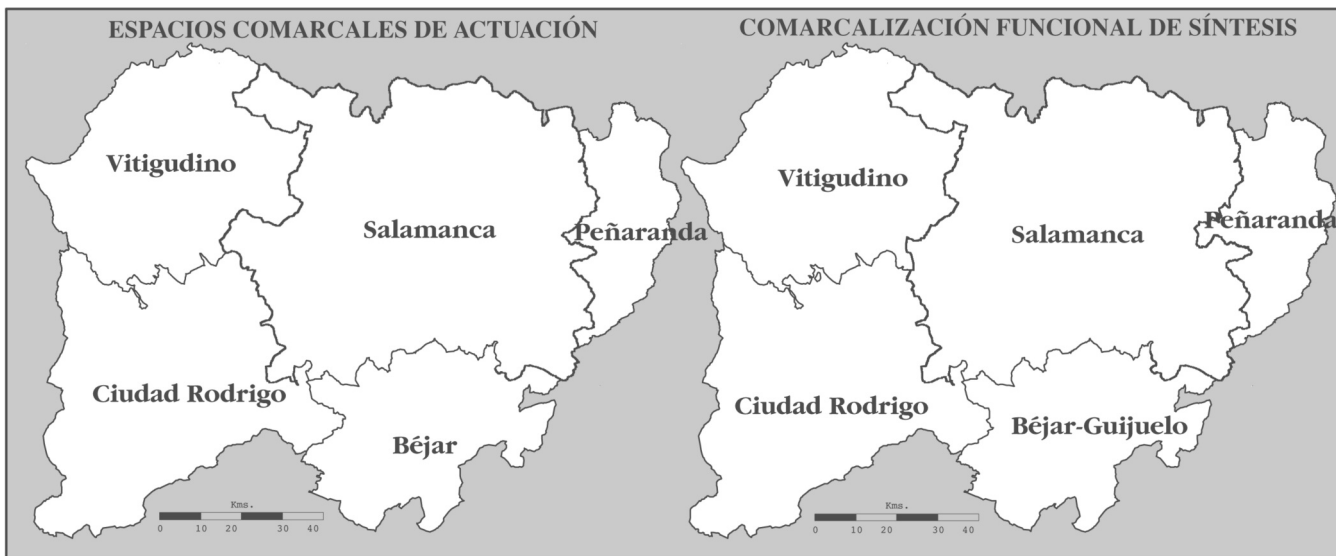 ESPACIOS COMARCALES DE ACTUACIÓN
Vitigudino
Salamanca
Peñaranda
Ciudad Rodrigo
Béjar
Kms.
0 10 20 30 40
COMARCALIZACIÓN FUNCIONAL DE SÍNTESIS
Vitigudino
Salamanca
Peñaranda
Ciudad Rodrigo
Béjar-Guijuelo
Kms.
0 10 20 30 40